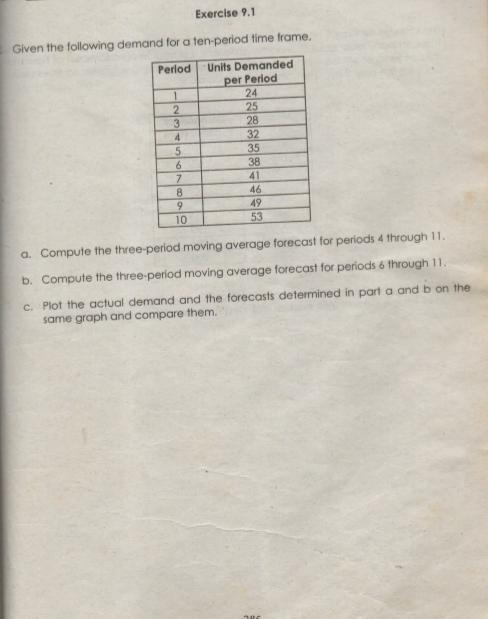 Exercise 9.1
Given the following demand for a ten-period time frame.
Period Units Demanded
per Period
1 24
2 25
3 28
4 32
5 35
6 38
7 41
8 46
9 49
10 53
a. Compute the three-period moving average forecast for periods 4 through 11.
b. Compute the three-period moving average forecast for periods 6 through 11.
c. Plot the actual demand and the forecasts determined in part a and b on the
same graph and compare them.